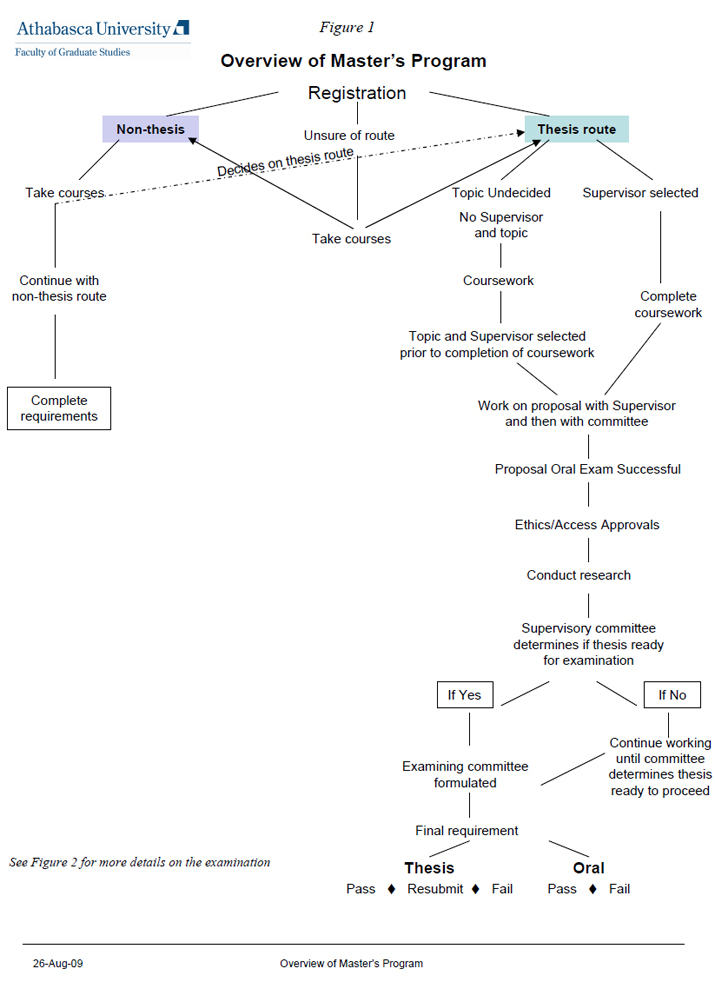 Athabasca University
Faculty of Graduate Studies
Figure 1
Overview of Master's Program
Registration
Non-thesis
Unsure of route
Thesis route
Decides on thesis route
Take courses
Topic Undecided
Supervisor selected
No Supervisor
and topic
Take courses
Continue with
non-thesis route
Coursework
Complete
coursework
Topic and Supervisor selected
prior to completion of coursework
Complete
requirements
Work on proposal with Supervisor
and then with committee
Proposal Oral Exam Successful
Ethics/Access Approvals
Conduct research
Supervisory committee
determines if thesis ready
for examination
If Yes
If No
Continue working
until committee
determines thesis
ready to proceed
Examining committee
formulated
Final requirement
See Figure 2 for more details on the examination
Thesis
Oral
Pass ♦ Resubmit ♦ Fail
Pass ♦ Fail
26-Aug-09
Overview of Master's Program